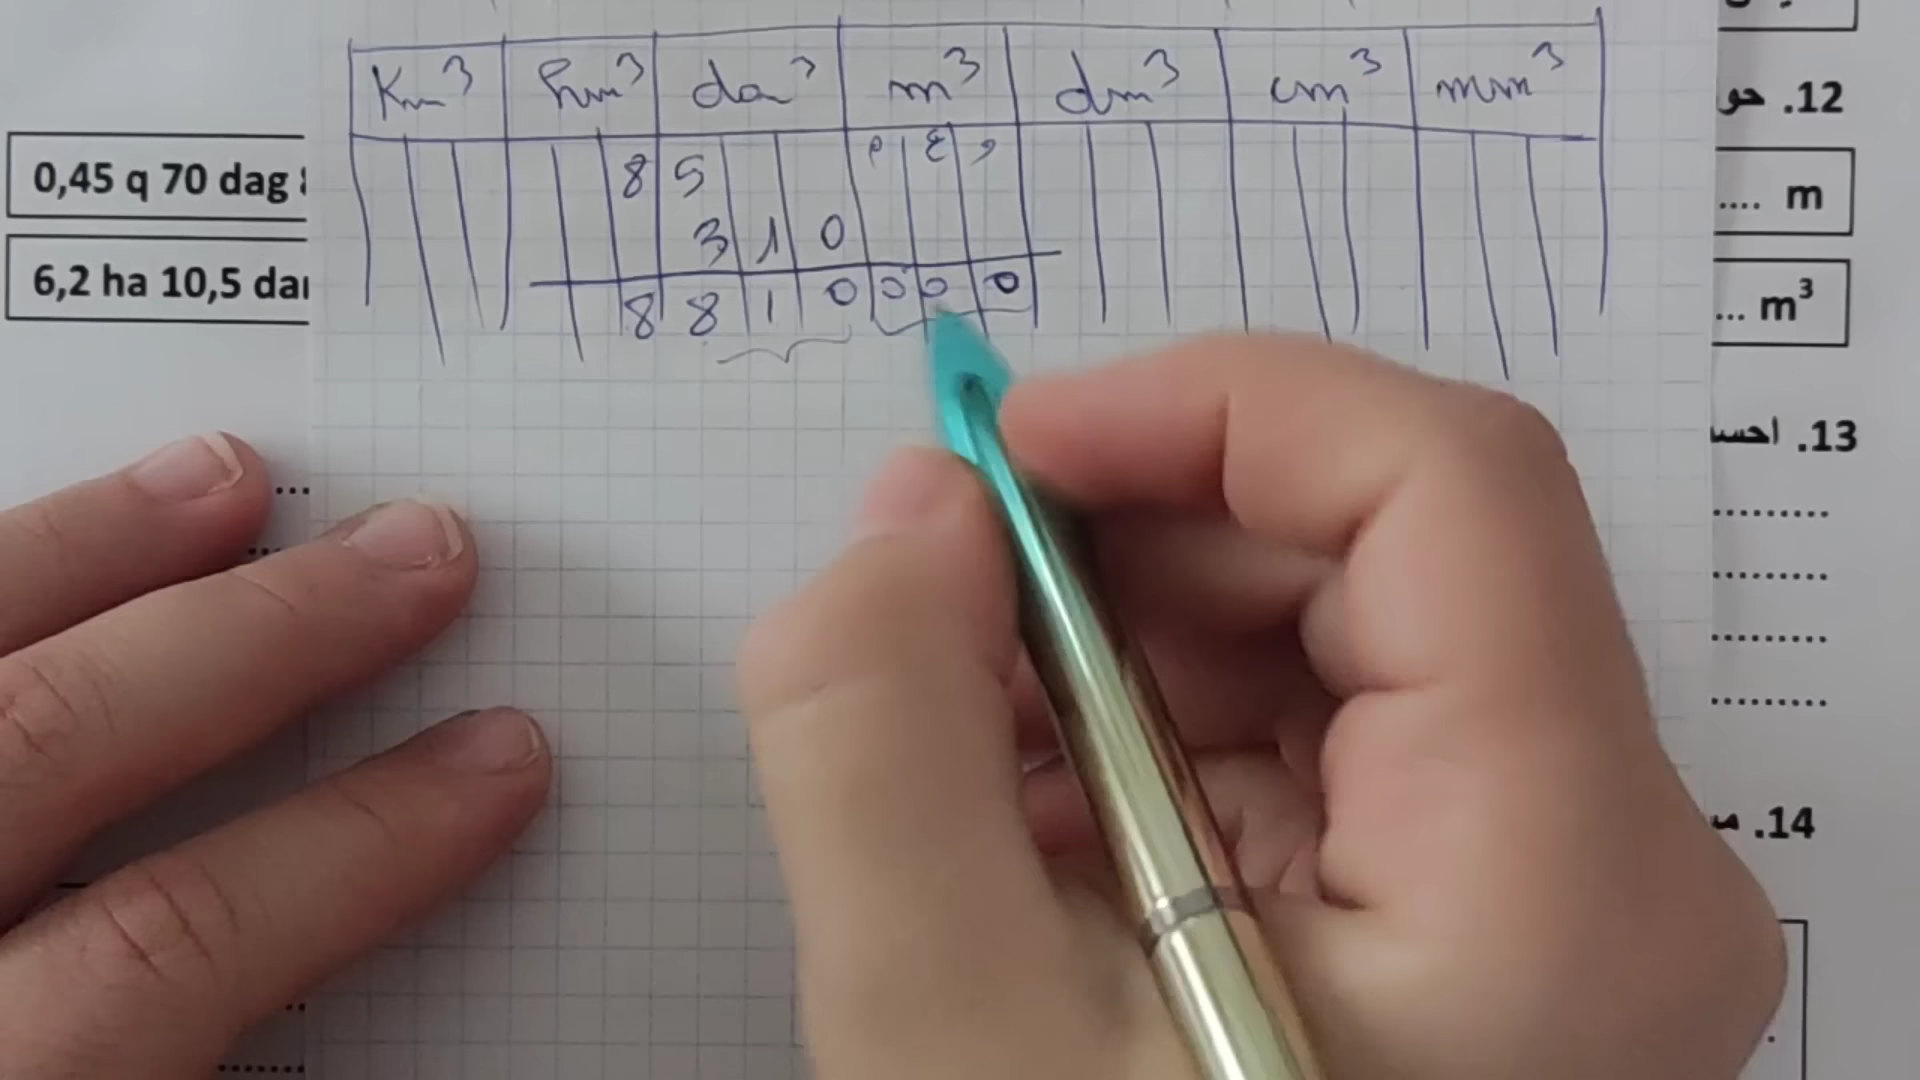 Km³ hm³ dam³ m³ dm³ cm³ mm³
8 5
3 1 0
8 8 1 0 0 0 0
0,45 q 70 dag
6,2 ha 10,5 da
12. حو
.... m
... m³
13. احس
14. م